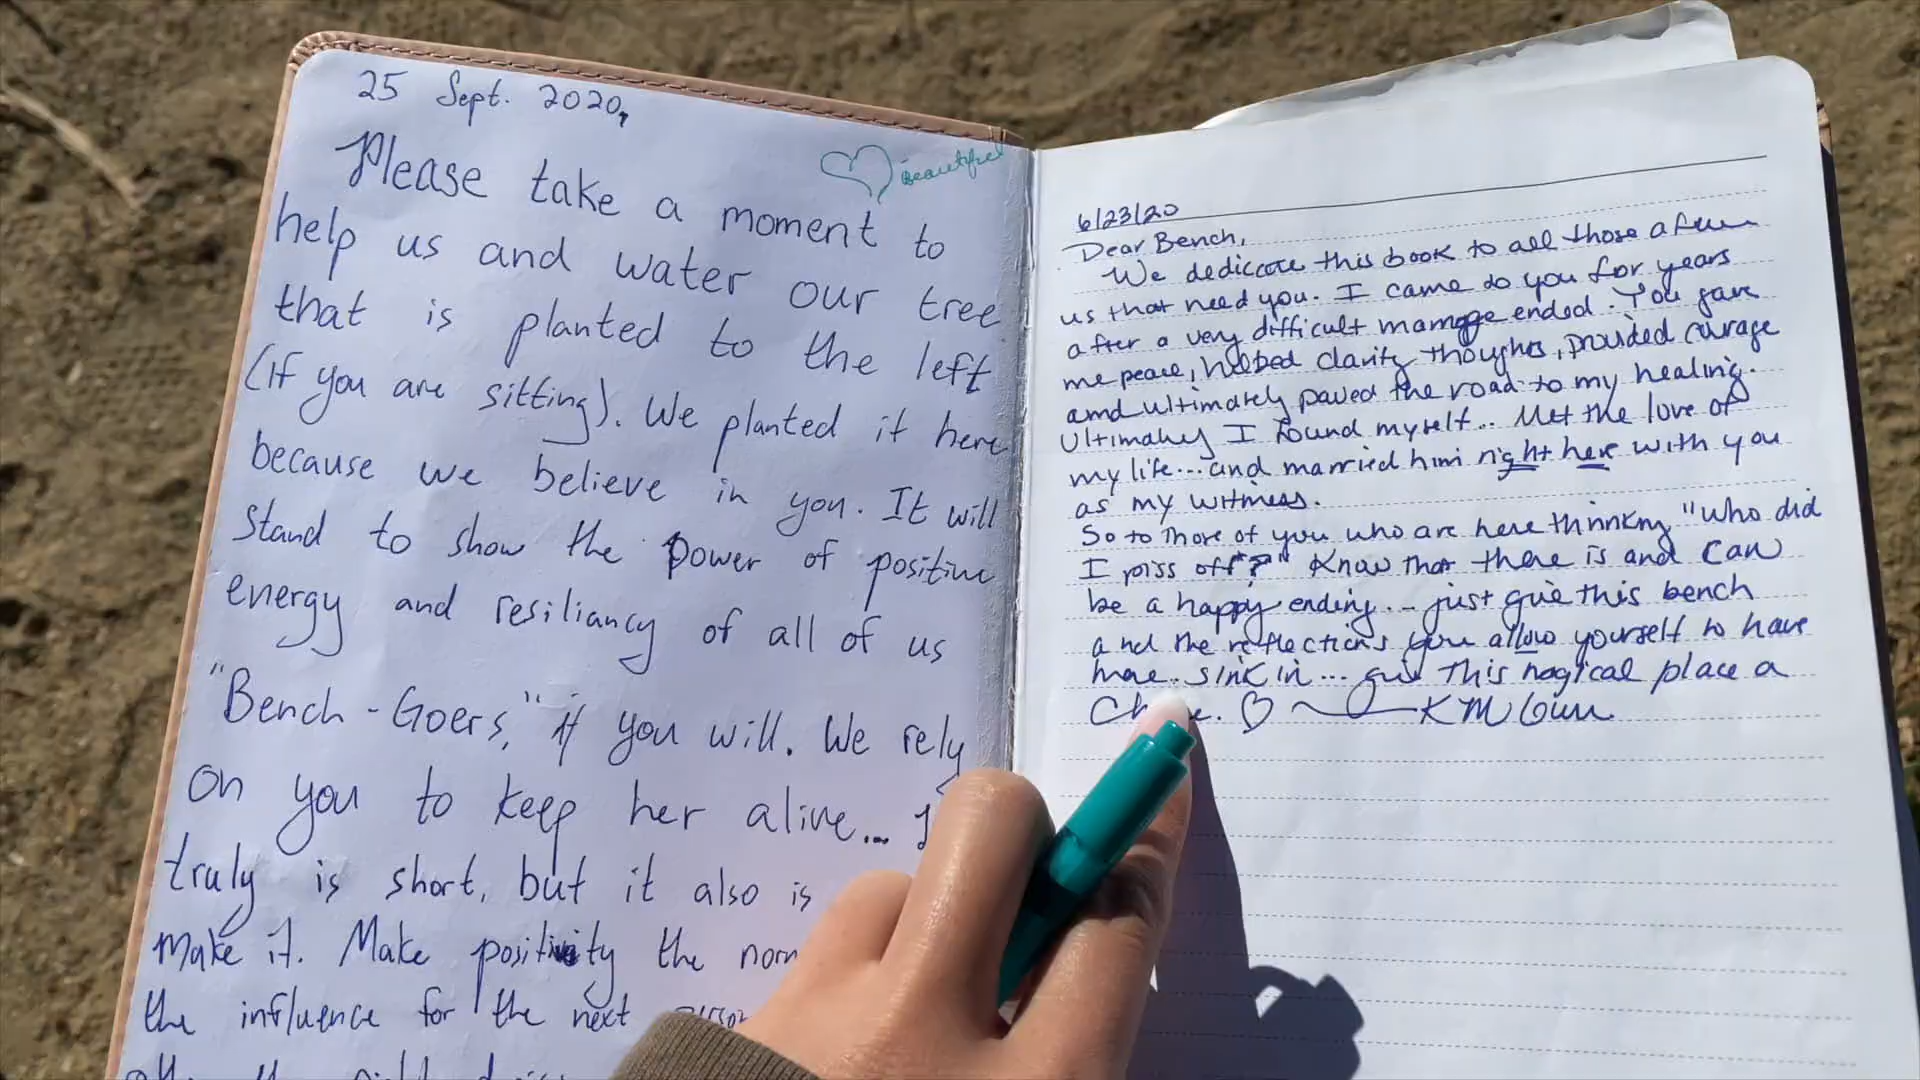 25 Sept. 2020,
Beautiful
Please take a moment to
help us and water our tree
that is planted to the left
(If you are sitting). We planted it here
because we believe in you. It will
stand to show the power of positive
energy and resiliancy of all of us
"Bench-Goers," if you will. We rely
on you to keep her alive...
truly is short, but it also is
make it. Make positivity the
the influence for the next
6/23/20
Dear Bench,
We dedicate this book to all those after
us that need you. I came to you for years
after a very difficult marriage ended. You gave
me peace, helped clarify thoughts, provided courage
and ultimately paved the road to my healing.
Ultimately I found myself... Met the love of
my life... and married him right here with you
as my witness.
So to those of you who are here thinking "who did
I piss off?" Know that there is and can
be a happy ending... just give this bench
and the reflections you allow yourself to have
here.. sink in... give this magical place a